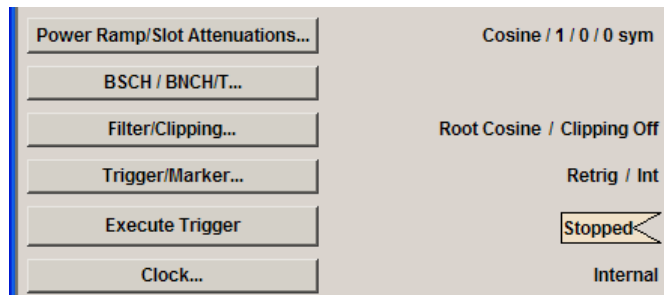 Power Ramp/Slot Attenuations... Cosine / 1 / 0 / 0 sym
BSCH / BNCH/T...
Filter/Clipping... Root Cosine / Clipping Off
Trigger/Marker... Retrig / Int
Execute Trigger Stopped
Clock... Internal